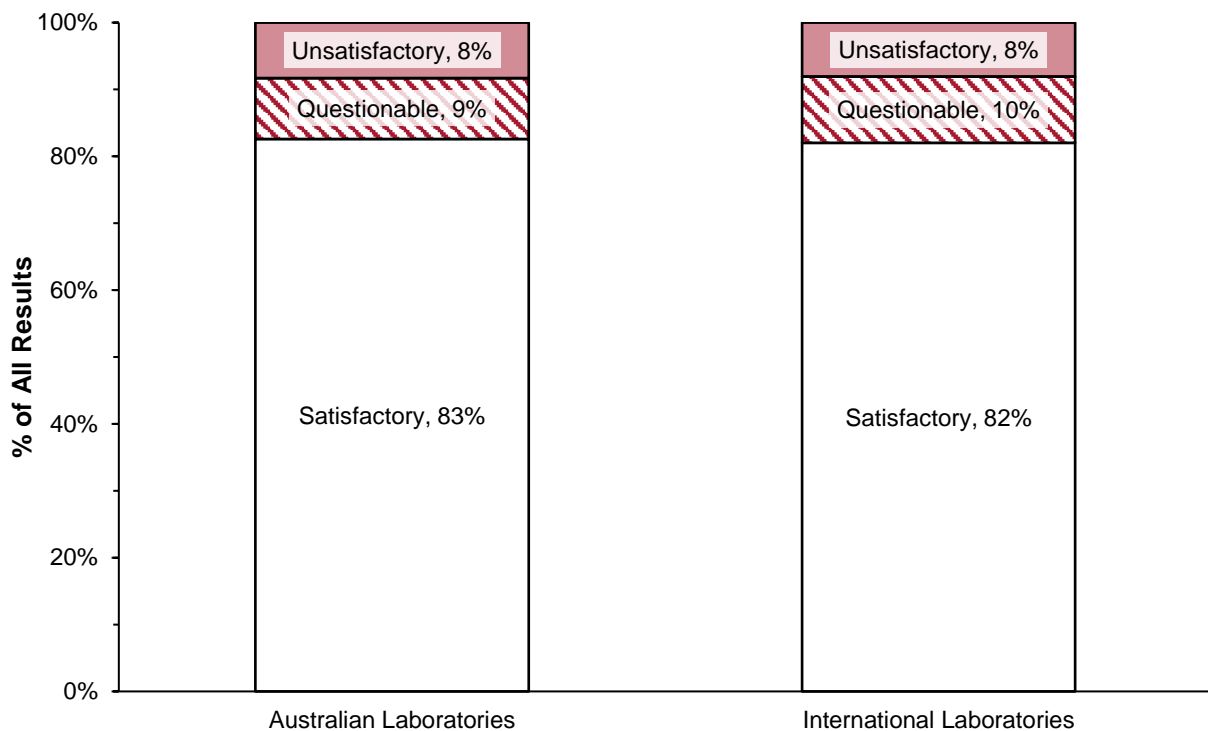 % of All Results
100%
80%
60%
40%
20%
0%
Unsatisfactory, 8%
Questionable, 9%
Satisfactory, 83%
Unsatisfactory, 8%
Questionable, 10%
Satisfactory, 82%
Australian Laboratories
International Laboratories